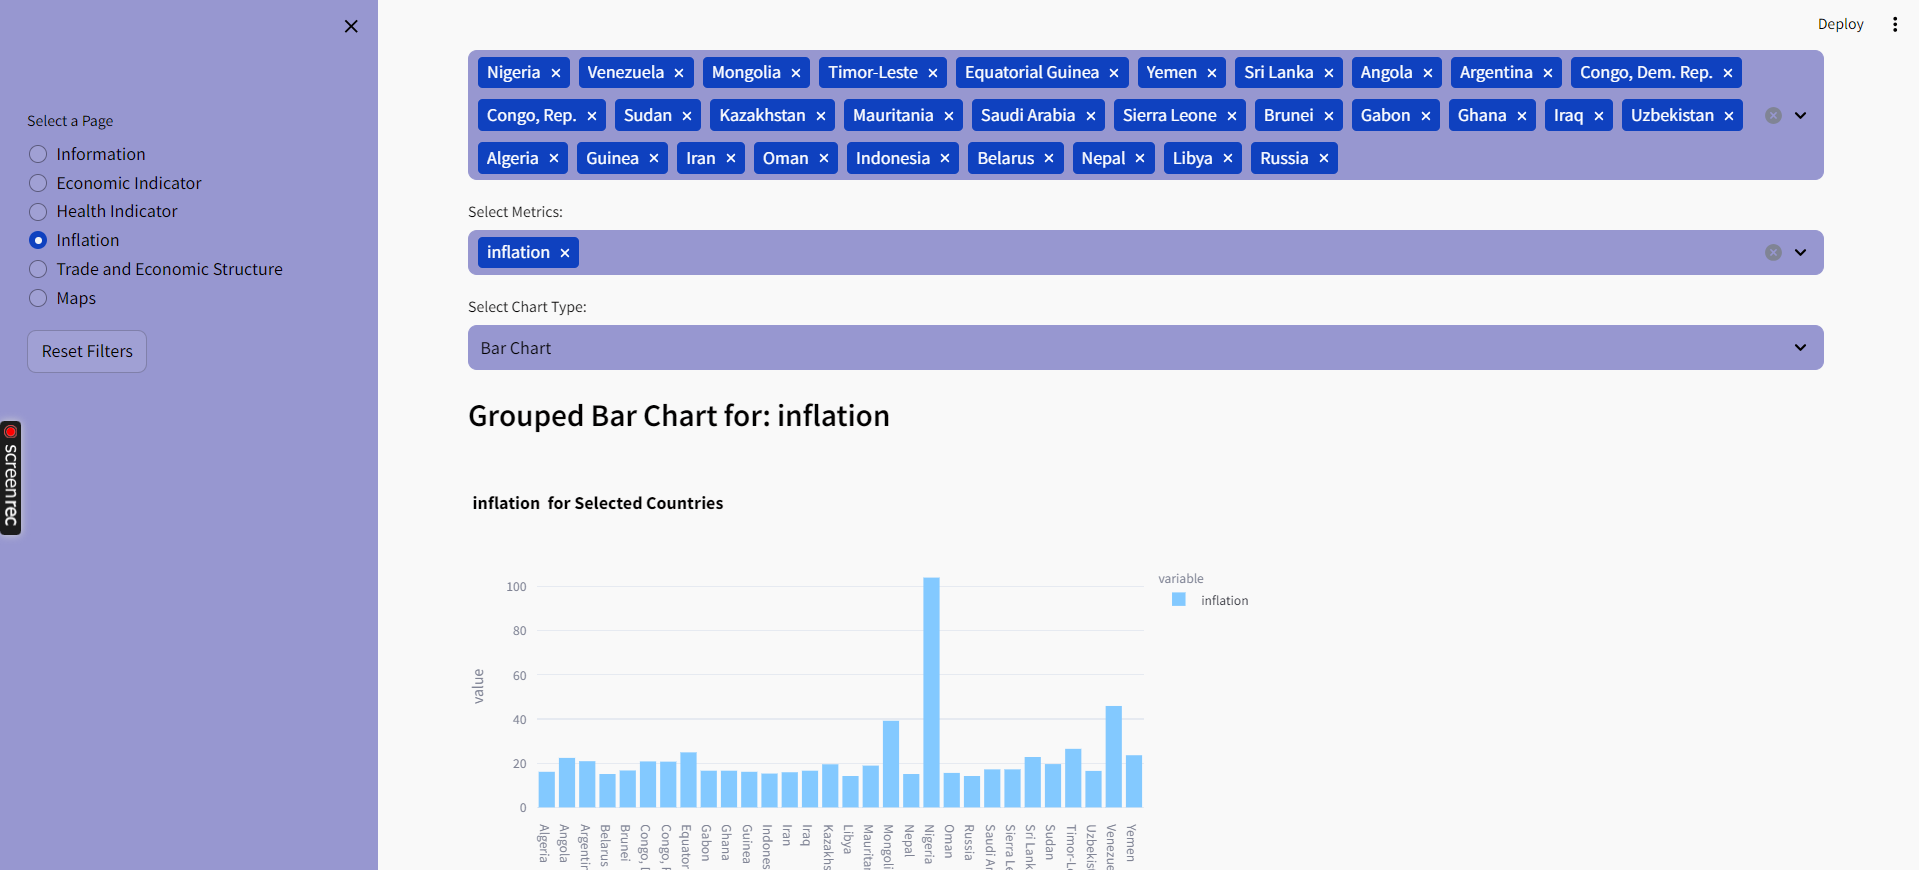 Deploy
Select a Page
Information
Economic Indicator
Health Indicator
Inflation
Trade and Economic Structure
Maps
Reset Filters
screenrec
Nigeria Venezuela Mongolia Timor-Leste Equatorial Guinea Yemen Sri Lanka Angola Argentina Congo, Dem. Rep.
Congo, Rep. Sudan Kazakhstan Mauritania Saudi Arabia Sierra Leone Brunei Gabon Ghana Iraq Uzbekistan
Algeria Guinea Iran Oman Indonesia Belarus Nepal Libya Russia
Select Metrics:
inflation
Select Chart Type:
Bar Chart
Grouped Bar Chart for: inflation
inflation for Selected Countries
variable
inflation
value
100
80
60
40
20
0
Algeria
Angola
Argentin
Belarus
Brunei
Congo, D
Congo, R
Equator
Gabon
Ghana
Guinea
Indones
Iran
Iraq
Kazakhs
Libya
Mauritan
Mongoli
Nepal
Nigeria
Oman
Russia
Saudi Ar
Sierra Le
Sri Lank
Sudan
Timor-L
Uzbekis
Venezue
Yemen